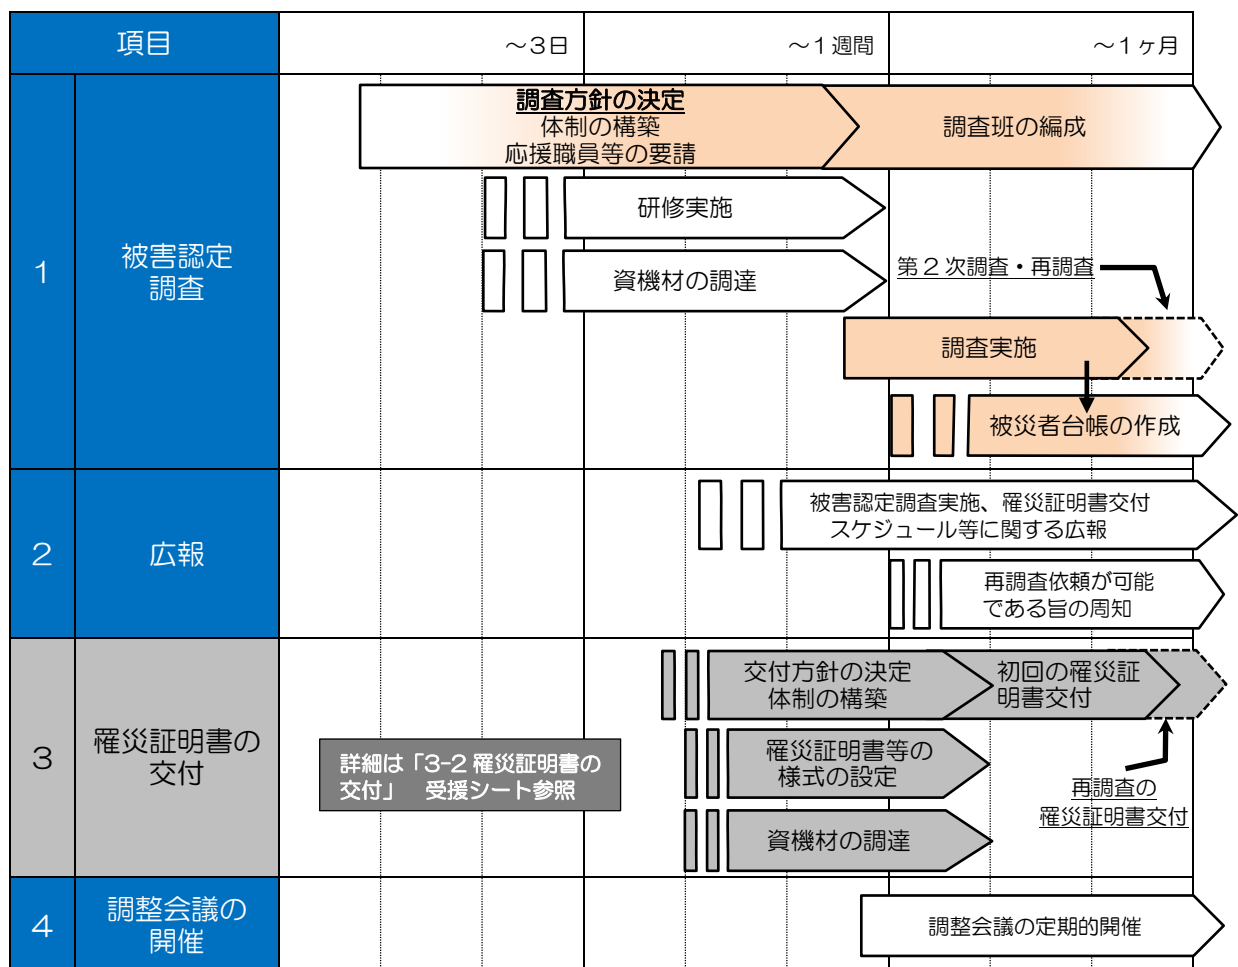 項目
～3日
～1週間
～1ヶ月
1
被害認定
調査
調査方針の決定
体制の構築
応援職員等の要請
調査班の編成
研修実施
資機材の調達
第2次調査・再調査
調査実施
被災者台帳の作成
2
広報
被害認定調査実施、罹災証明書交付
スケジュール等に関する広報
再調査依頼が可能
である旨の周知
3
罹災証明書の
交付
交付方針の決定
体制の構築
初回の罹災証
明書交付
詳細は「3-2 罹災証明書の
交付」 受援シート参照
罹災証明書等の
様式の設定
再調査の
罹災証明書交付
資機材の調達
4
調整会議の
開催
調整会議の定期的開催